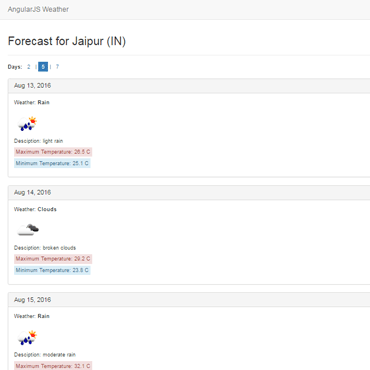 AngularJS Weather
Forecast for Jaipur (IN)
Days: 2 | 5 | 7
Aug 13, 2016
Weather: Rain
Desciption: light rain
Maximum Temperature: 26.5 C
Minimum Temperature: 25.1 C
Aug 14, 2016
Weather: Clouds
Desciption: broken clouds
Maximum Temperature: 29.2 C
Minimum Temperature: 23.8 C
Aug 15, 2016
Weather: Rain
Desciption: moderate rain
Maximum Temperature: 32.1 C